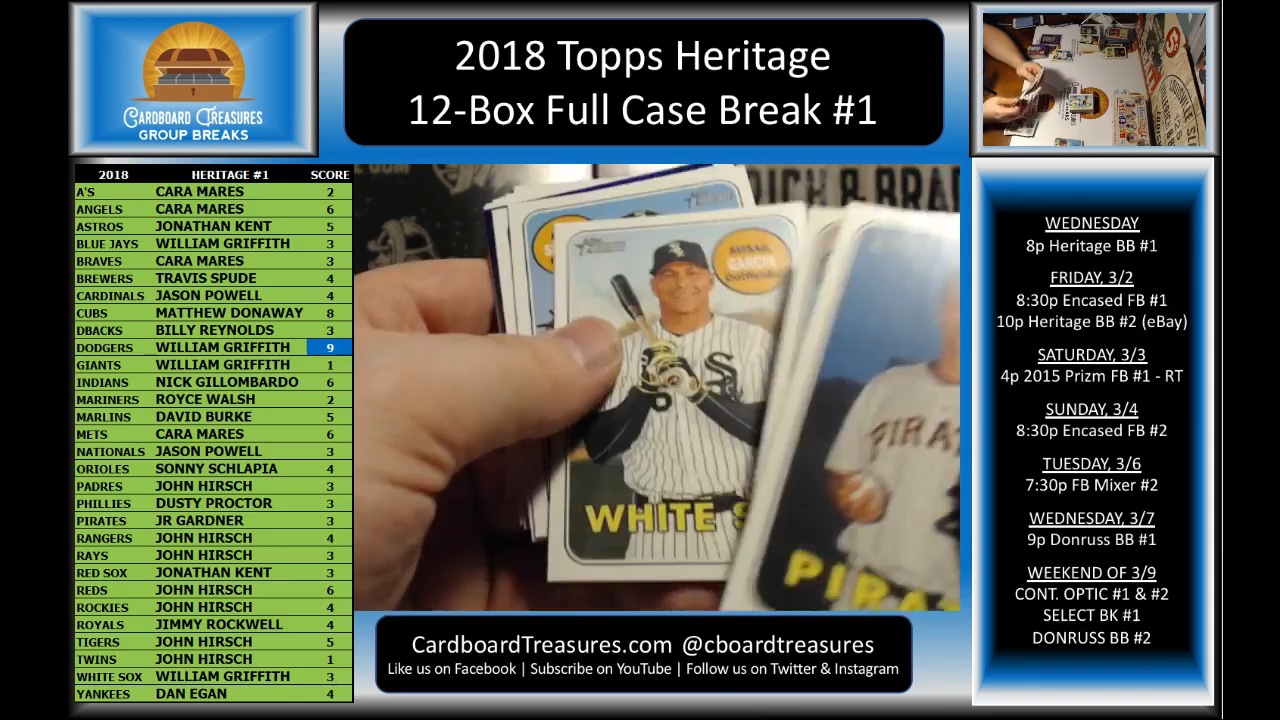 CARDBOARD TREASURES
GROUP BREAKS
2018 Topps Heritage
12-Box Full Case Break #1
2018 HERITAGE #1 SCORE
A'S CARA MARES 2
ANGELS CARA MARES 6
ASTROS JONATHAN KENT 5
BLUE JAYS WILLIAM GRIFFITH 3
BRAVES CARA MARES 3
BREWERS TRAVIS SPUDE 4
CARDINALS JASON POWELL 4
CUBS MATTHEW DONAWAY 8
DBACKS BILLY REYNOLDS 3
DODGERS WILLIAM GRIFFITH 9
GIANTS WILLIAM GRIFFITH 1
INDIANS NICK GILLOMBARDO 6
MARINERS ROYCE WALSH 2
MARLINS DAVID BURKE 5
METS CARA MARES 6
NATIONALS JASON POWELL 3
ORIOLES SONNY SCHLAPIA 4
PADRES JOHN HIRSCH 3
PHILLIES DUSTY PROCTOR 3
PIRATES JR GARDNER 3
RANGERS JOHN HIRSCH 4
RAYS JOHN HIRSCH 3
RED SOX JONATHAN KENT 3
REDS JOHN HIRSCH 6
ROCKIES JOHN HIRSCH 4
ROYALS JIMMY ROCKWELL 4
TIGERS JOHN HIRSCH 5
TWINS JOHN HIRSCH 1
WHITE SOX WILLIAM GRIFFITH 3
YANKEES DAN EGAN 4
AVISAIL
GARCIA
Outfield
WHITE S
PIRAT
PIRAT
WEDNESDAY
8p Heritage BB #1
FRIDAY, 3/2
8:30p Encased FB #1
10p Heritage BB #2 (eBay)
SATURDAY, 3/3
4p 2015 Prizm FB #1 - RT
SUNDAY, 3/4
8:30p Encased FB #2
TUESDAY, 3/6
7:30p FB Mixer #2
WEDNESDAY, 3/7
9p Donruss BB #1
WEEKEND OF 3/9
CONT. OPTIC #1 & #2
SELECT BK #1
DONRUSS BB #2
CardboardTreasures.com @cboardtreasures
Like us on Facebook | Subscribe on YouTube | Follow us on Twitter & Instagram